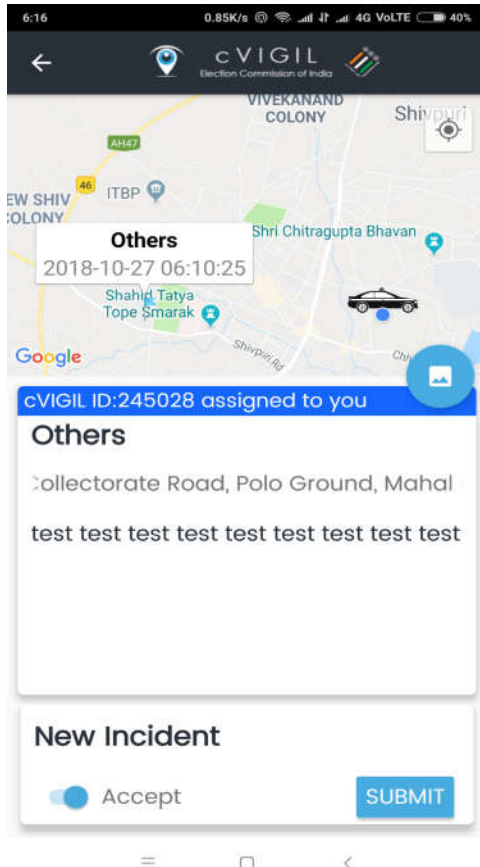 6:16 0.85K/s 4G VoLTE 40%
cVIGIL
Election Commission of India
VIVEKANAND
COLONY
Shivpuri
AH47
46
ITBP
EW SHIV
COLONY
Shri Chitragupta Bhavan
Others
2018-10-27 06:10:25
Shahid Tatya
Tope Smarak
Shivpuri Rd
Google
cVIGIL ID:245028 assigned to you
Others
Collectorate Road, Polo Ground, Mahal
test test test test test test test test test
New Incident
Accept
SUBMIT